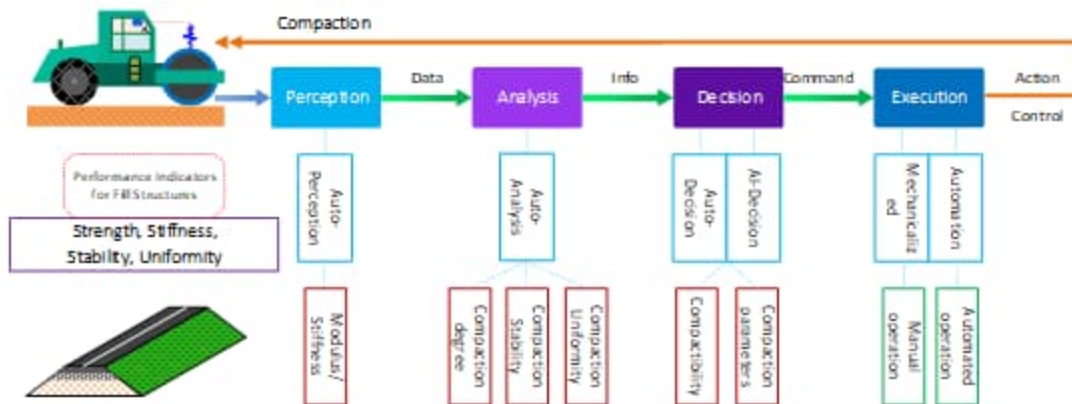 Compaction
Perception
Data
Analysis
Info
Decision
Command
Execution
Action
Control
Performance Indicators
for Fill Structures
Strength, Stiffness,
Stability, Uniformity
Auto-
Perception
Auto-
Analysis
Auto-
Decision
AI-Decision
Mechanicaliz
ed
Automation
Modulus/
Stiffness
Compaction
degree
Compaction
Stability
Compaction
Uniformity
Compactibility
Compaction
parameters
Manual
operation
Automated
operation